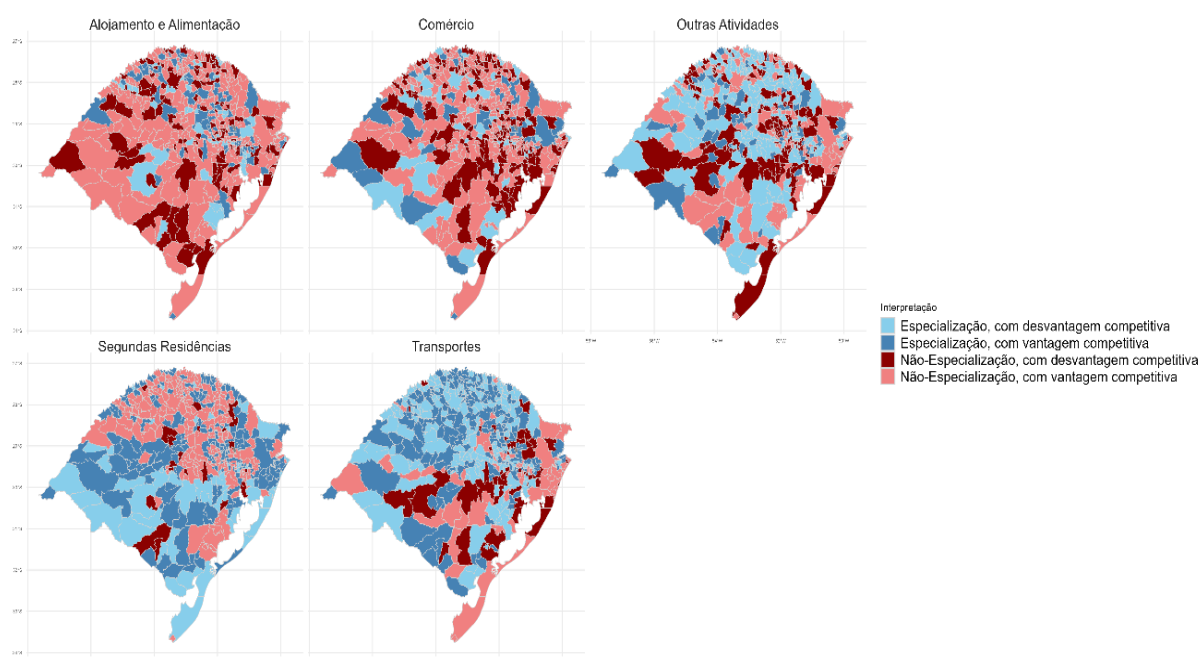 Alojamento e Alimentação
Comércio
Outras Atividades
Interpretação
Especialização, com desvantagem competitiva
Especialização, com vantagem competitiva
Não-Especialização, com desvantagem competitiva
Não-Especialização, com vantagem competitiva
Segundas Residências
Transportes